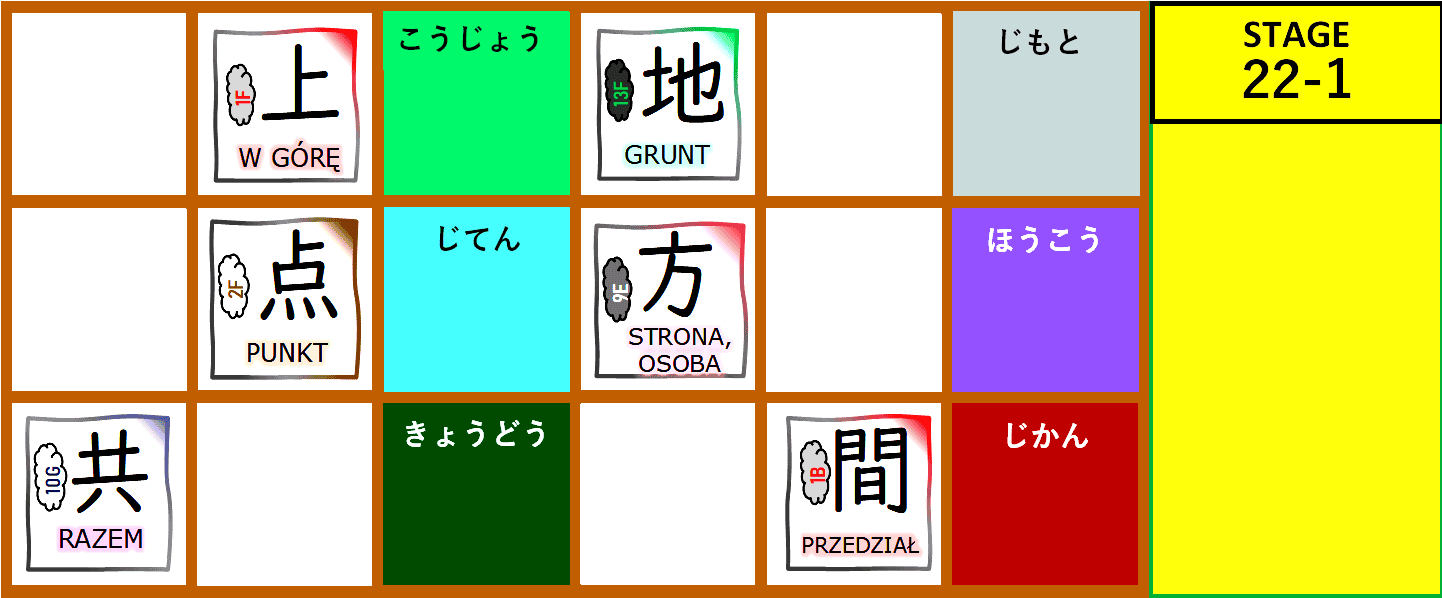 上
1F
W GÓRĘ
こうじょう
地
13F
GRUNT
じもと
STAGE
22-1
点
2F
PUNKT
じてん
方
9E
STRONA,
OSOBA
ほうこう
共
10G
RAZEM
きょうどう
間
1B
PRZEDZIAŁ
じかん